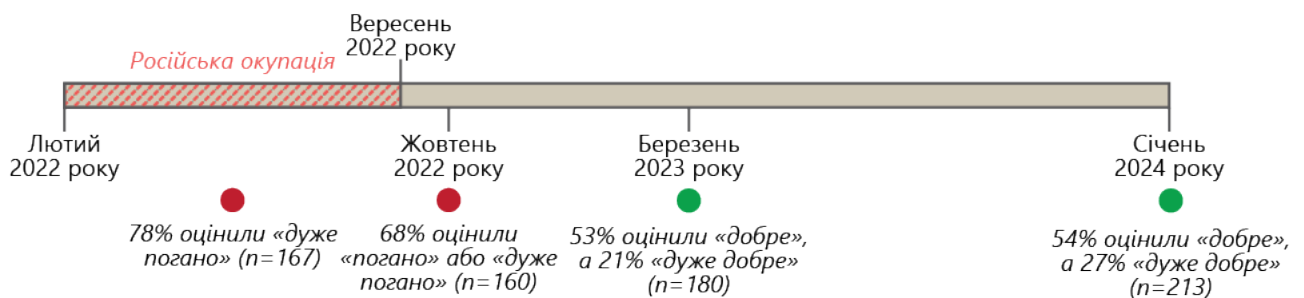 Вересень
2022 року
Російська окупація
Лютий
2022 року
Жовтень
2022 року
Березень
2023 року
Січень
2024 року
78% оцінили «дуже
погано» (n=167)
68% оцінили
«погано» або «дуже
погано» (n=160)
53% оцінили «добре»,
а 21% «дуже добре»
(n=180)
54% оцінили «добре»,
а 27% «дуже добре»
(n=213)